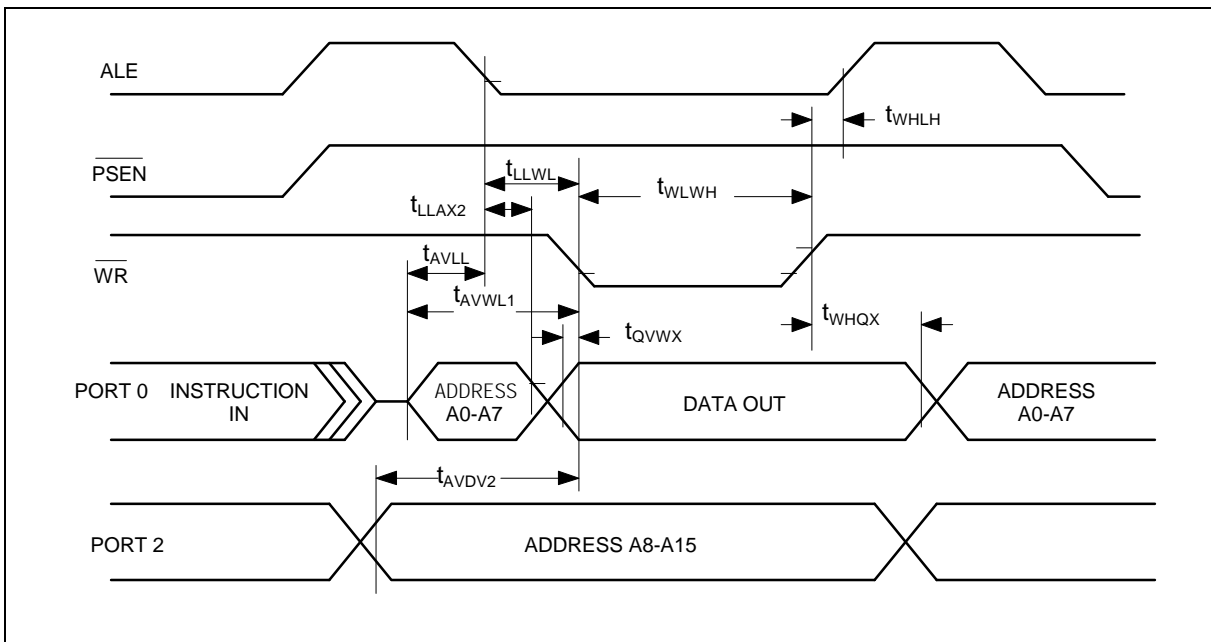 ALE
tWHLH
PSEN
tLLWL
tWLWH
tLLAX2
WR
tAVLL
tAVWL1
tWHQX
tQVWX
PORT 0
INSTRUCTION
IN
ADDRESS
A0-A7
DATA OUT
ADDRESS
A0-A7
tAVDV2
PORT 2
ADDRESS A8-A15